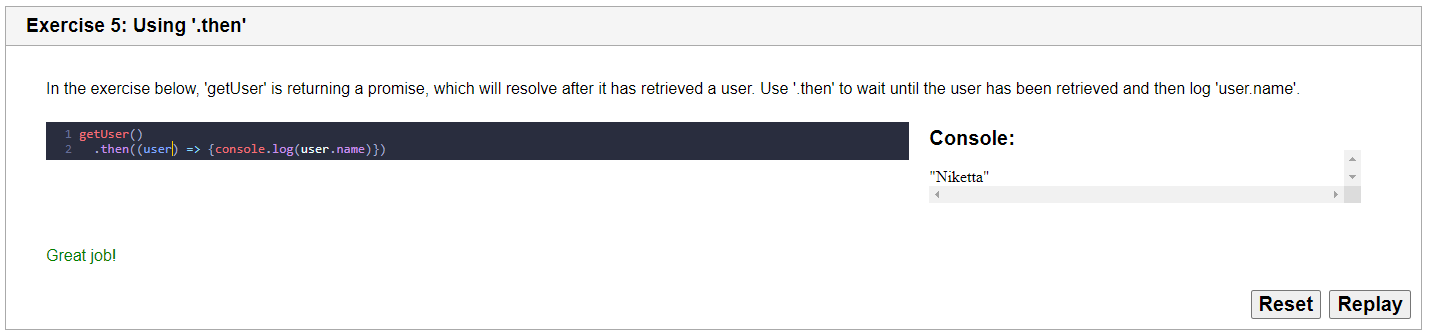 Exercise 5: Using '.then'
In the exercise below, 'getUser' is returning a promise, which will resolve after it has retrieved a user. Use '.then' to wait until the user has been retrieved and then log 'user.name'.
1 getUser()
2   .then((user) => {console.log(user.name)})
Console:
"Niketta"
Great job!
Reset Replay